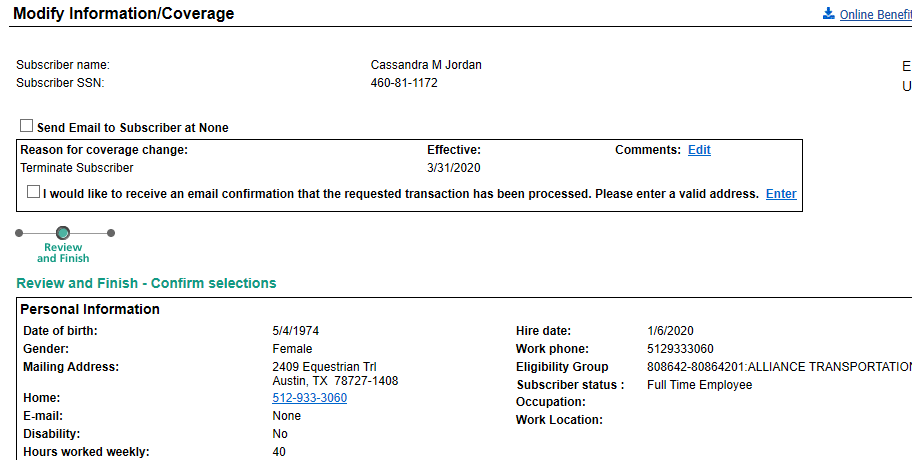 Modify Information/Coverage
Online Benefit
Subscriber name: Cassandra M Jordan
E
Subscriber SSN: 460-81-1172
U
Send Email to Subscriber at None
Reason for coverage change: Effective: Comments: Edit
Terminate Subscriber 3/31/2020
I would like to receive an email confirmation that the requested transaction has been processed. Please enter a valid address. Enter
Review
and Finish
Review and Finish - Confirm selections
Personal Information
Date of birth: 5/4/1974 Hire date: 1/6/2020
Gender: Female Work phone: 5129333060
Mailing Address: 2409 Equestrian Trl Eligibility Group 808642-80864201:ALLIANCE TRANSPORTATION
Austin, TX 78727-1408 Subscriber status : Full Time Employee
Home: 512-933-3060 Occupation:
E-mail: None Work Location:
Disability: No
Hours worked weekly: 40